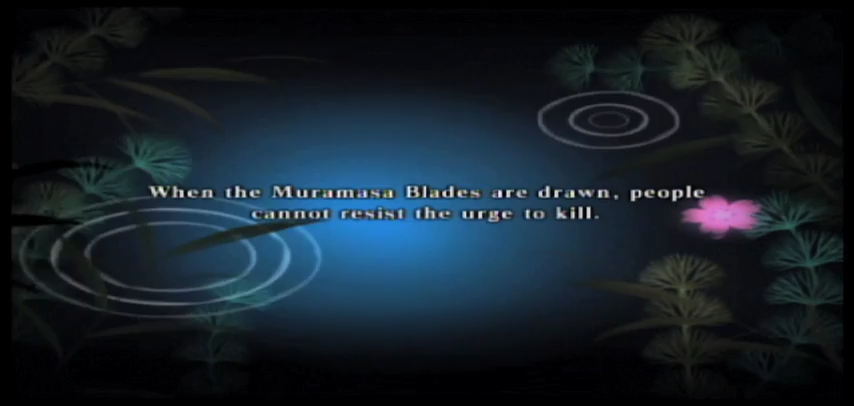 When the Muramasa Blades are drawn, people
cannot resist the urge to kill.